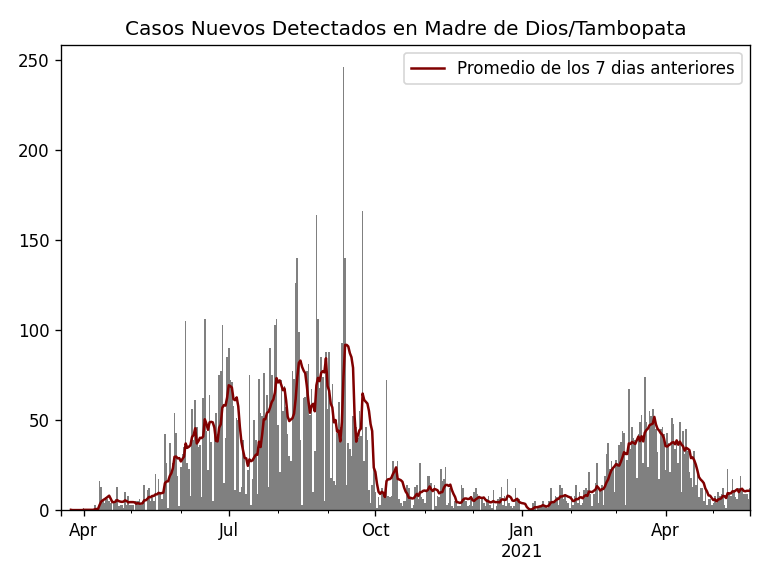 Casos Nuevos Detectados en Madre de Dios/Tambopata
Promedio de los 7 dias anteriores
250
200
150
100
50
0
Apr Jul Oct Jan Apr
2021